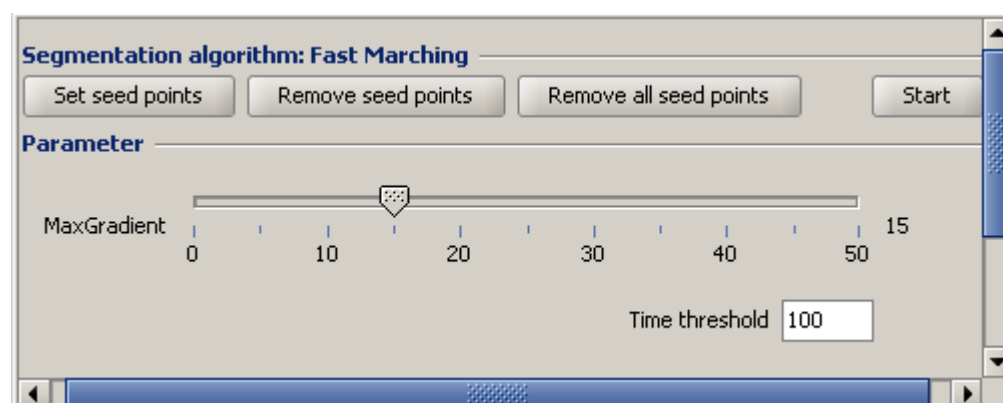 Segmentation algorithm: Fast Marching
Set seed points Remove seed points Remove all seed points Start
Parameter
MaxGradient 15
0 10 20 30 40 50
Time threshold 100